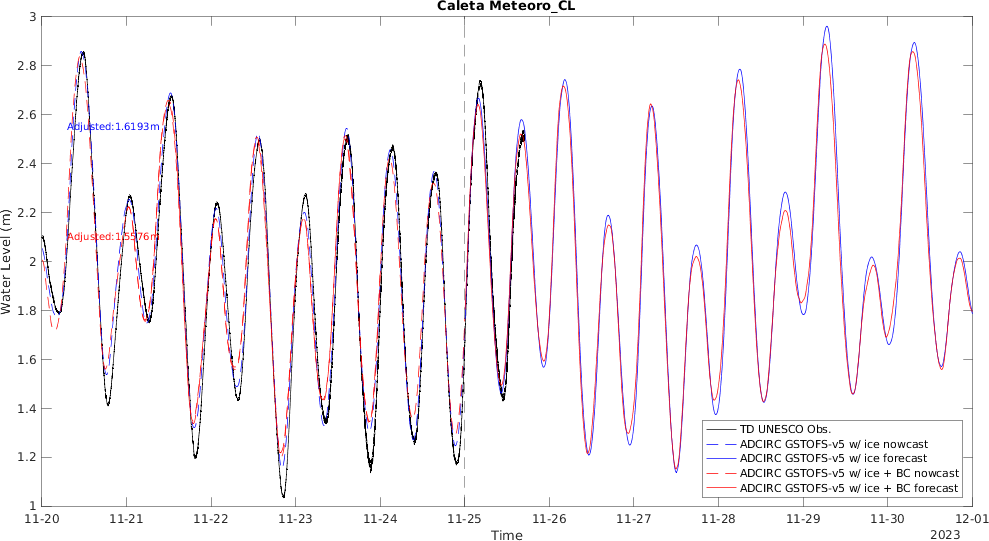 Caleta Meteoro_CL
3
2.8
2.6
2.4
2.2
2
1.8
1.6
1.4
1.2
1
Water Level (m)
Adjusted:1.6193m
Adjusted:1.5576m
TD UNESCO Obs.
ADCIRC GSTOFS-v5 w/ ice nowcast
ADCIRC GSTOFS-v5 w/ ice forecast
ADCIRC GSTOFS-v5 w/ ice + BC nowcast
ADCIRC GSTOFS-v5 w/ ice + BC forecast
11-20 11-21 11-22 11-23 11-24 11-25 11-26 11-27 11-28 11-29 11-30 12-01
Time
2023